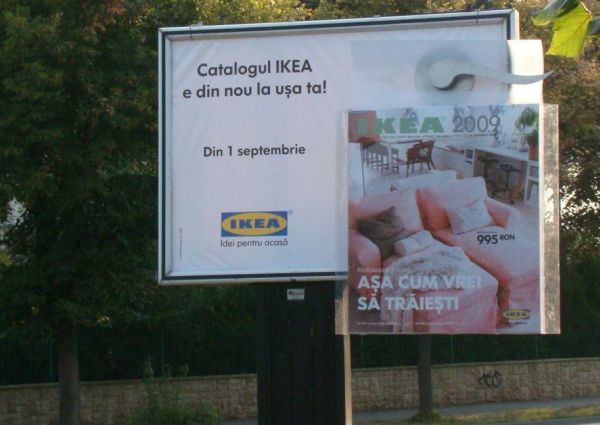 Catalogul IKEA
e din nou la ușa ta!
Din 1 septembrie
IKEA
Idei pentru acasă
IKEA 2009
995 RON
AȘA CUM VREI
SĂ TRĂIEȘTI
IKEA